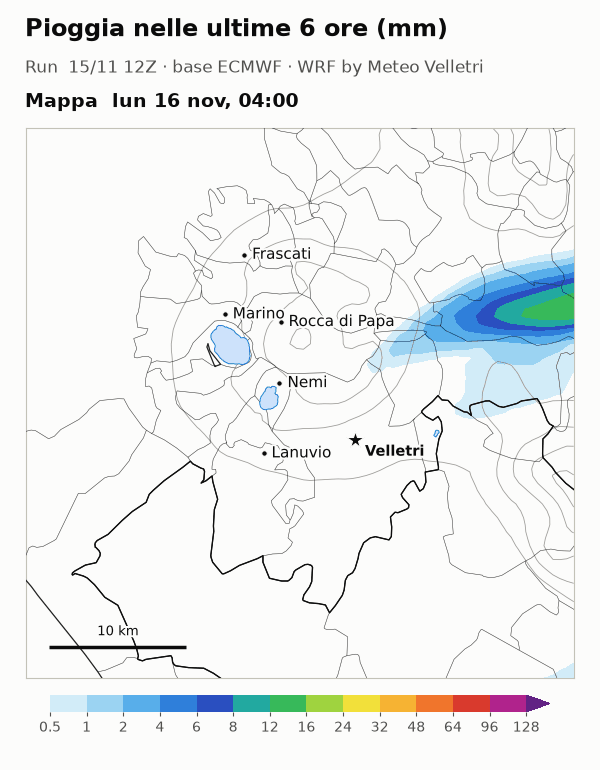 Pioggia nelle ultime 6 ore (mm)
Run  15/11 12Z · base ECMWF · WRF by Meteo Velletri
Mappa  lun 16 nov, 04:00
Frascati
Marino
Rocca di Papa
Nemi
Velletri
Lanuvio
10 km
0.5 1 2 4 6 8 12 16 24 32 48 64 96 128